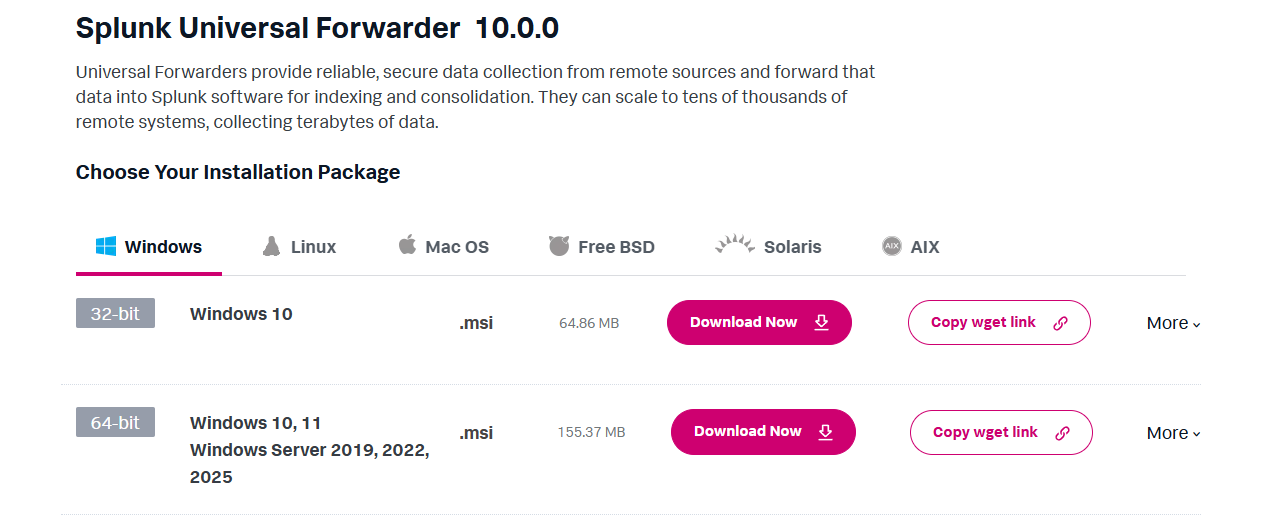 Splunk Universal Forwarder 10.0.0
Universal Forwarders provide reliable, secure data collection from remote sources and forward that
data into Splunk software for indexing and consolidation. They can scale to tens of thousands of
remote systems, collecting terabytes of data.
Choose Your Installation Package
Windows Linux Mac OS Free BSD Solaris AIX AIX
32-bit Windows 10 .msi 64.86 MB Download Now Copy wget link More
64-bit Windows 10, 11 .msi 155.37 MB Download Now Copy wget link More
Windows Server 2019, 2022,
2025